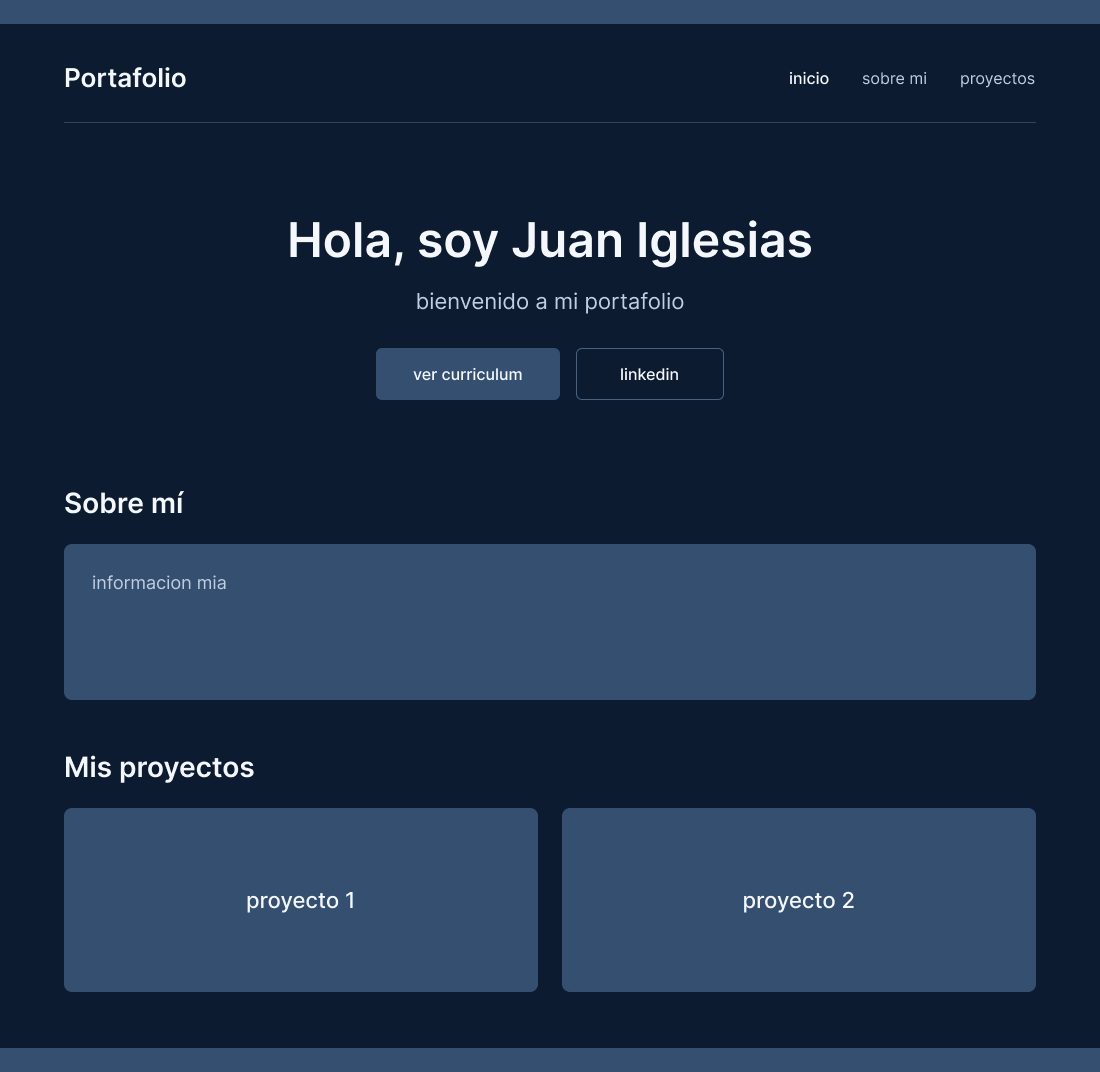 Portafolio
inicio sobre mi proyectos
Hola, soy Juan Iglesias
bienvenido a mi portafolio
ver curriculum linkedin
Sobre mí
informacion mia
Mis proyectos
proyecto 1 proyecto 2